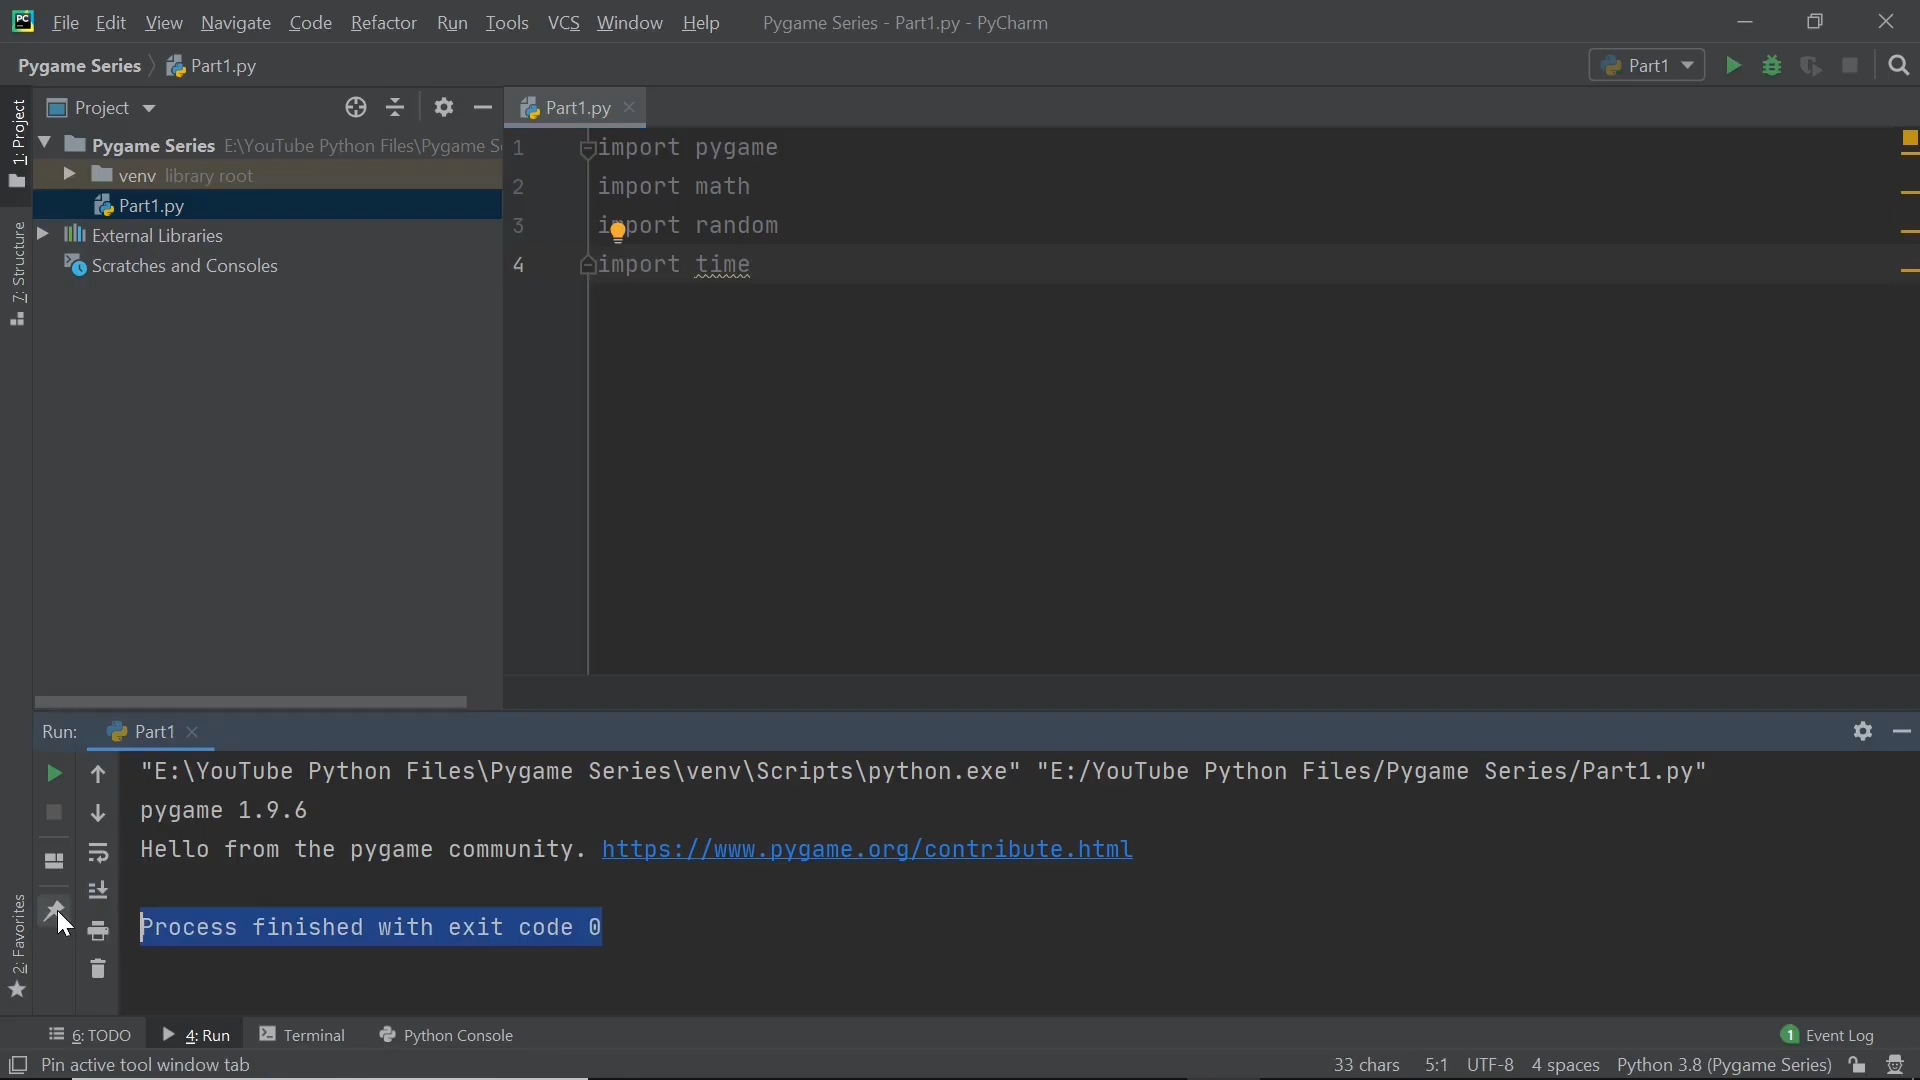 PC File Edit View Navigate Code Refactor Run Tools VCS Window Help Pygame Series - Part1.py - PyCharm
Pygame Series Part1.py Part1
1: Project
Project Part1.py
Pygame Series E:\YouTube Python Files\Pygame S
venv library root
Part1.py
External Libraries
Scratches and Consoles
7: Structure
1 import pygame
2 import math
3 import random
4 import time
Run: Part1
"E:\YouTube Python Files\Pygame Series\venv\Scripts\python.exe" "E:/YouTube Python Files/Pygame Series/Part1.py"
pygame 1.9.6
Hello from the pygame community. https://www.pygame.org/contribute.html
Process finished with exit code 0
2: Favorites
6: TODO 4: Run Terminal Python Console 1 Event Log
Pin active tool window tab 33 chars 5:1 UTF-8 4 spaces Python 3.8 (Pygame Series)